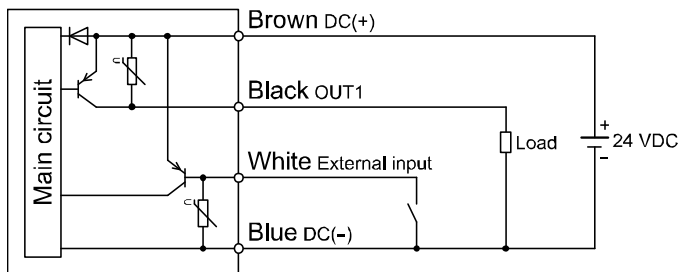 Brown DC(+)
Main circuit
Black OUT1
White External input
Load
+
−
24 VDC
Blue DC(−)